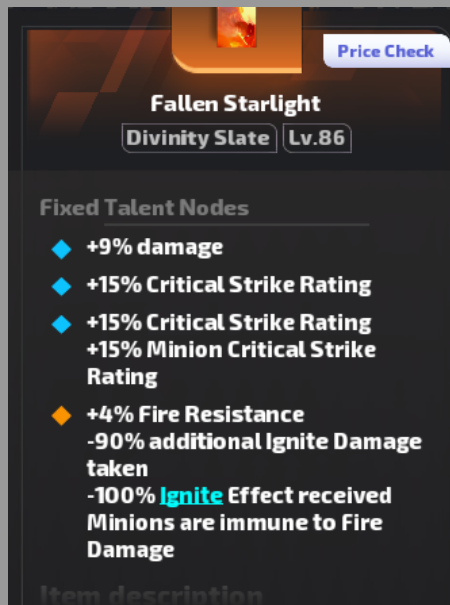 Price Check
Fallen Starlight
Divinity Slate Lv.86
Fixed Talent Nodes
+9% damage
+15% Critical Strike Rating
+15% Critical Strike Rating
+15% Minion Critical Strike
Rating
+4% Fire Resistance
-90% additional Ignite Damage
taken
-100% Ignite Effect received
Minions are immune to Fire
Damage
Item description